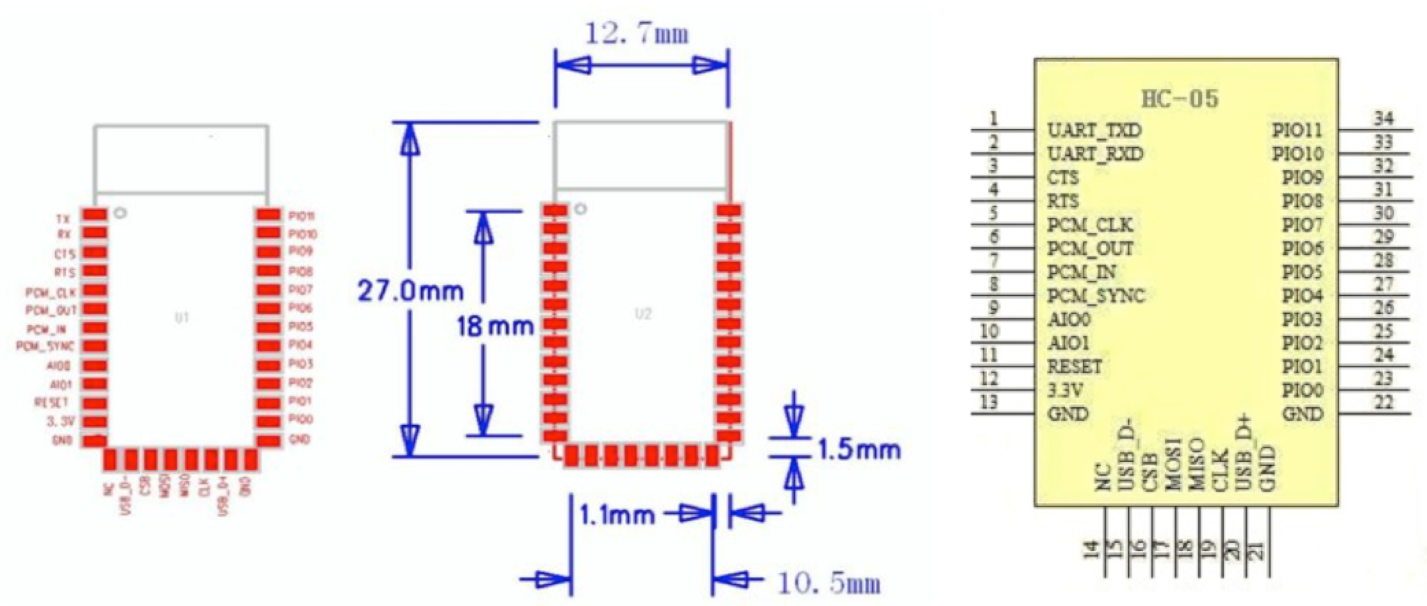 TX
RX
CTS
RTS
PCM_CLK
PCM_OUT
PCM_IN
PCM_SYNC
AIO0
AIO1
RESET
3.3V
GND
U1
PIO11
PIO10
PIO9
PIO8
PIO7
PIO6
PIO5
PIO4
PIO3
PIO2
PIO1
PIO0
GND
NC
USB_D-
CSB
MOSI
MISO
CLK
USB_D+
GND
12.7mm
27.0mm
18mm
U2
1.5mm
1.1mm
10.5mm
HC-05
1 UART_TXD PIO11 34
2 UART_RXD PIO10 33
3 CTS PIO9 32
4 RTS PIO8 31
5 PCM_CLK PIO7 30
6 PCM_OUT PIO6 29
7 PCM_IN PIO5 28
8 PCM_SYNC PIO4 27
9 AIO0 PIO3 26
10 AIO1 PIO2 25
11 RESET PIO1 24
12 3.3V PIO0 23
13 GND GND 22
NC
USB_D-
CSB
MOSI
MISO
CLK
USB_D+
GND
14
15
16
17
18
19
20
21